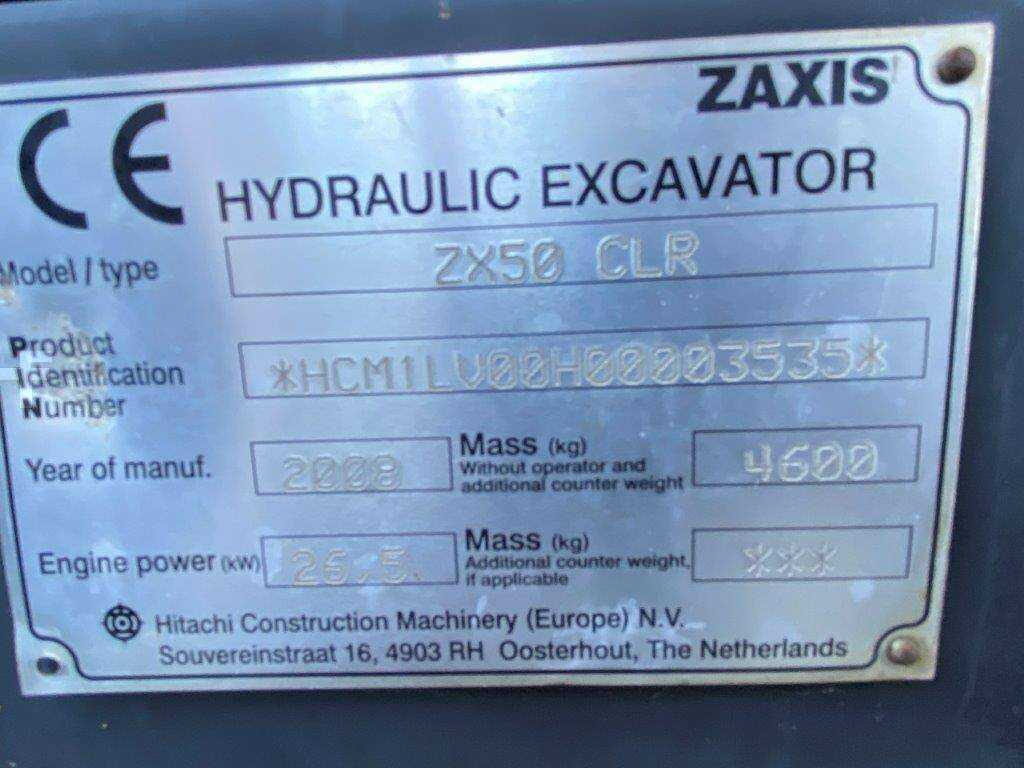 ZAXIS
CE
HYDRAULIC EXCAVATOR
Model / type ZX50 CLR
Product
Identification
Number
*HCM1LV00H00003535*
Year of manuf. 2008
Mass (kg)
Without operator and
additional counter weight
4600
Engine power (kW) 26.5
Mass (kg)
Additional counter weight,
if applicable
***
Hitachi Construction Machinery (Europe) N.V.
Souvereinstraat 16, 4903 RH Oosterhout, The Netherlands